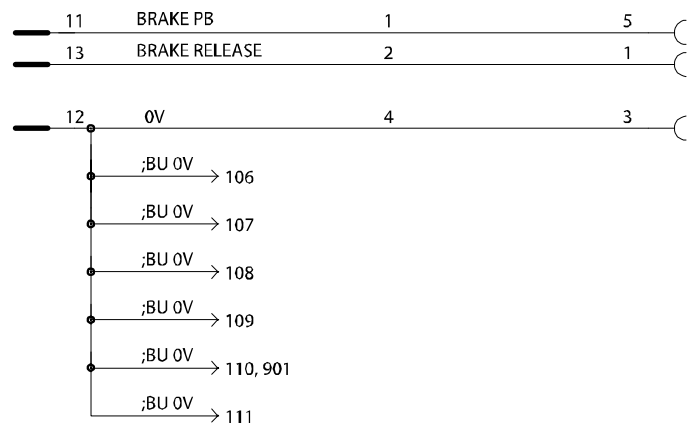 11 BRAKE PB 1 5
13 BRAKE RELEASE 2 1
12 0V 4 3
;BU 0V 106
;BU 0V 107
;BU 0V 108
;BU 0V 109
;BU 0V 110, 901
;BU 0V 111